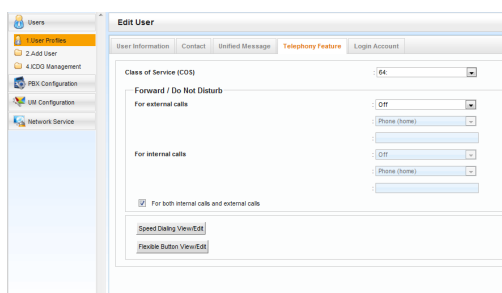 Users
1.User Profiles
2.Add User
4.ICDG Management
PBX Configuration
UM Configuration
Network Service
Edit User
User Information Contact Unified Message Telephony Feature Login Account
Class of Service (COS) : 64:
Forward / Do Not Disturb
For external calls : Off
: Phone (home)
:
For internal calls : Off
: Phone (home)
:
For both internal calls and external calls
Speed Dialing View/Edit
Flexible Button View/Edit